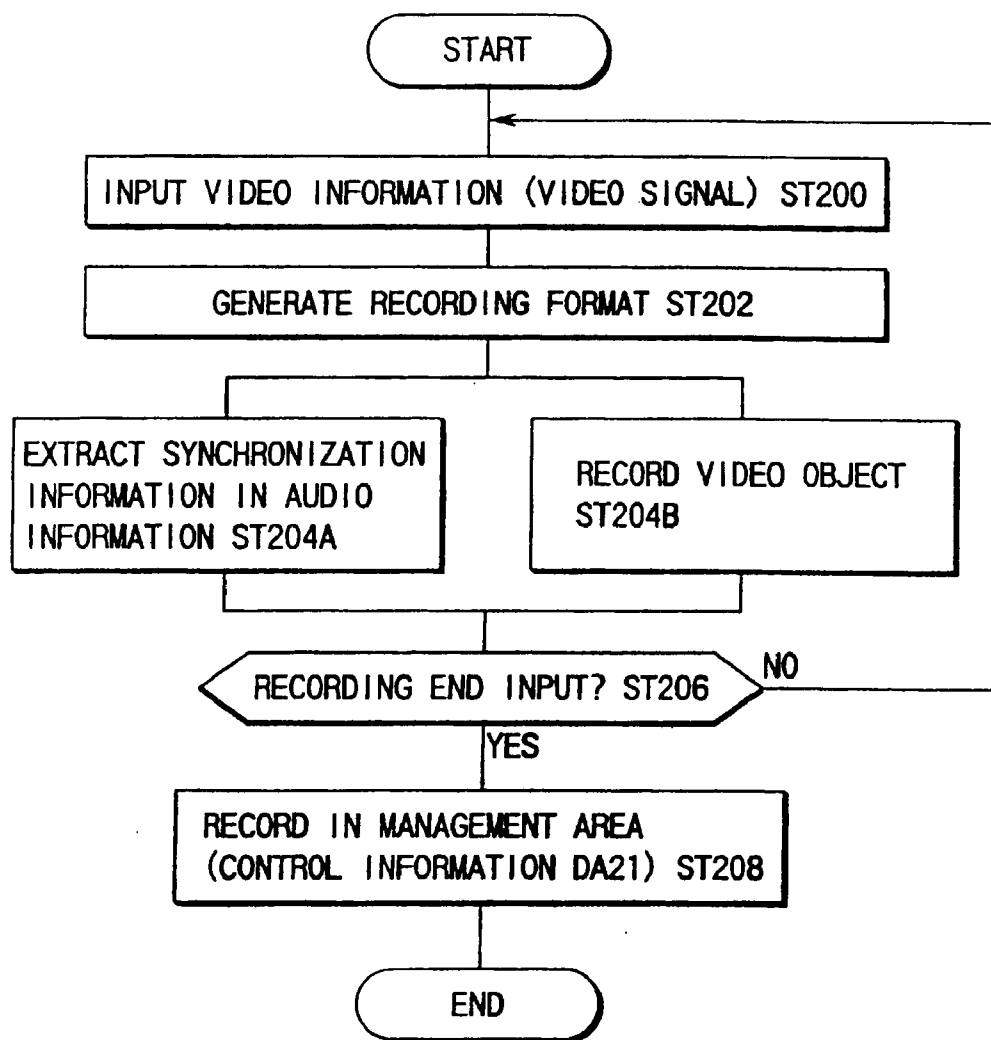 START
INPUT VIDEO INFORMATION (VIDEO SIGNAL) ST200
GENERATE RECORDING FORMAT ST202
EXTRACT SYNCHRONIZATION
INFORMATION IN AUDIO
INFORMATION ST204A
RECORD VIDEO OBJECT
ST204B
RECORDING END INPUT? ST206
NO
YES
RECORD IN MANAGEMENT AREA
(CONTROL INFORMATION DA21) ST208
END